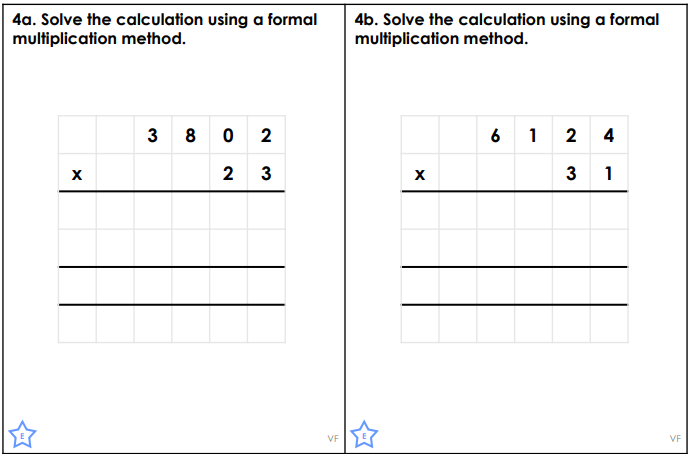 4a. Solve the calculation using a formal
multiplication method.
3 8 0 2
x 2 3
E
VF
4b. Solve the calculation using a formal
multiplication method.
6 1 2 4
x 3 1
E
VF